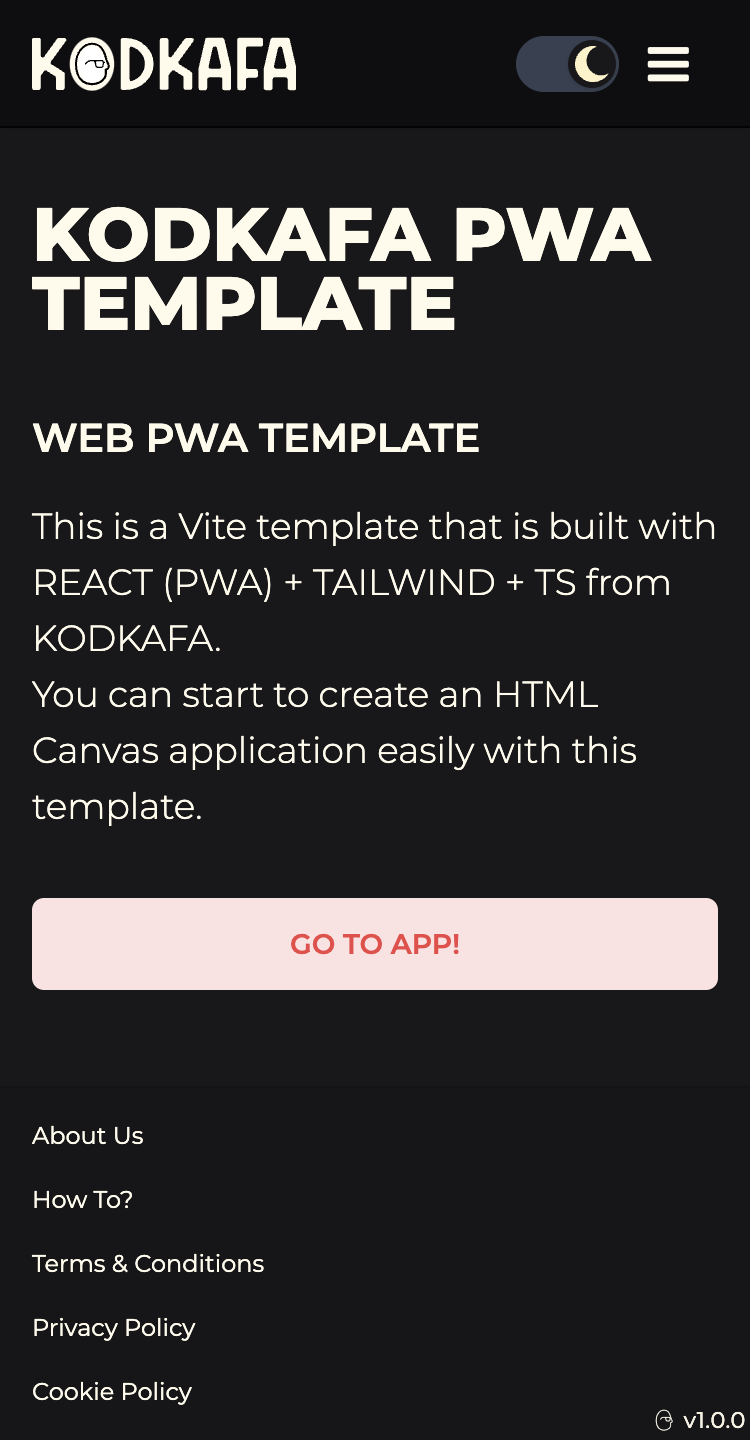 KODKAFA
KODKAFA PWA
TEMPLATE
WEB PWA TEMPLATE
This is a Vite template that is built with
REACT (PWA) + TAILWIND + TS from
KODKAFA.
You can start to create an HTML
Canvas application easily with this
template.
GO TO APP!
About Us
How To?
Terms & Conditions
Privacy Policy
Cookie Policy
v1.0.0